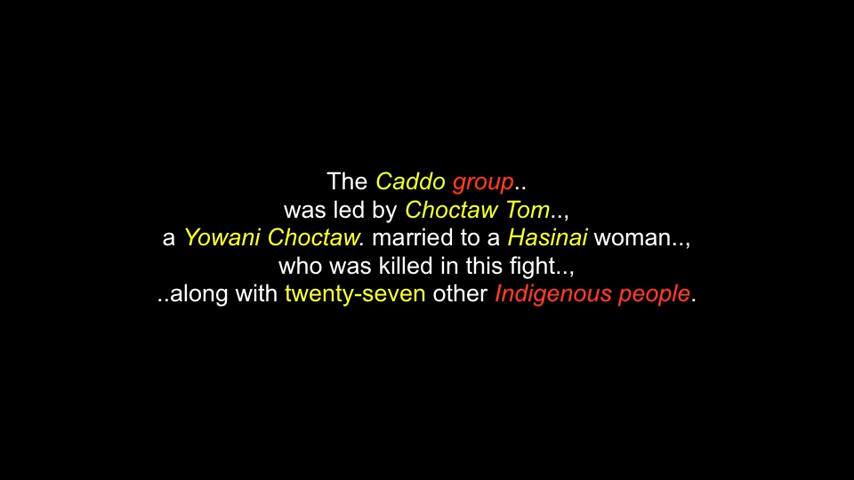 The Caddo group..
was led by Choctaw Tom..,
a Yowani Choctaw. married to a Hasinai woman..,
who was killed in this fight..,
..along with twenty-seven other Indigenous people.